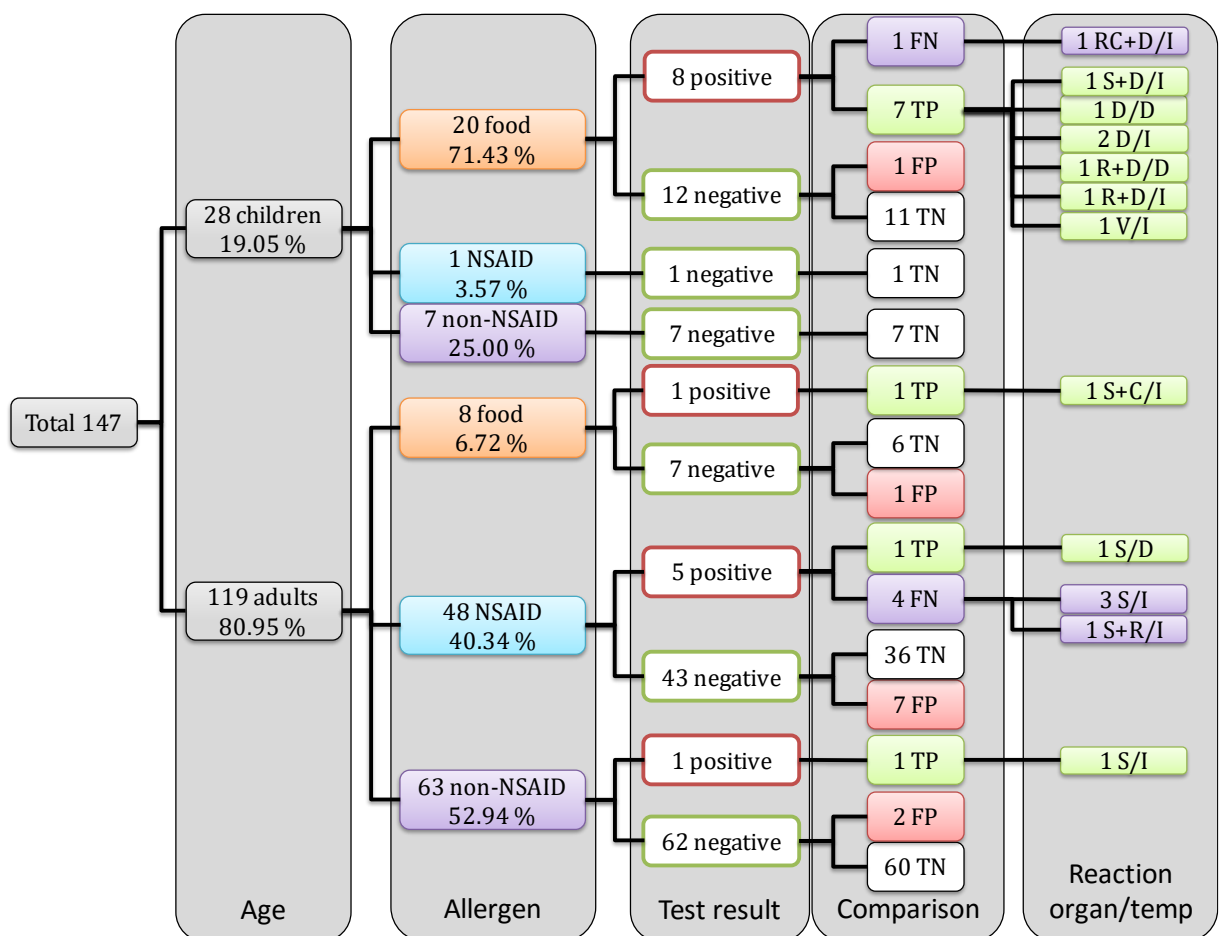 Total 147
28 children
19.05 %
119 adults
80.95 %
Age
20 food
71.43 %
1 NSAID
3.57 %
7 non-NSAID
25.00 %
8 food
6.72 %
48 NSAID
40.34 %
63 non-NSAID
52.94 %
Allergen
8 positive
12 negative
1 negative
7 negative
1 positive
7 negative
5 positive
43 negative
1 positive
62 negative
Test result
1 FN
7 TP
1 FP
11 TN
1 TN
7 TN
1 TP
6 TN
1 FP
1 TP
4 FN
36 TN
7 FP
1 TP
2 FP
60 TN
Comparison
1 RC+D/I
1 S+D/I
1 D/D
2 D/I
1 R+D/D
1 R+D/I
1 V/I
1 S+C/I
1 S/D
3 S/I
1 S+R/I
1 S/I
Reaction
organ/temp